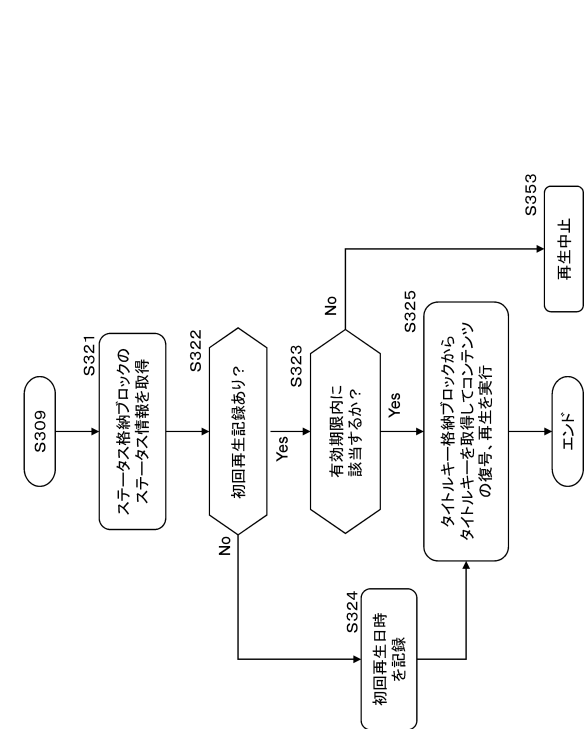 S309
S321
ステータス格納ブロックの
ステータス情報を取得
S322
初回再生記録あり？
No
Yes
S323
有効期限内に
該当するか？
No
Yes
S324
初回再生日時
を記録
S325
タイトルキー格納ブロックから
タイトルキーを取得してコンテンツ
の復号、再生を実行
S353
再生中止
エンド